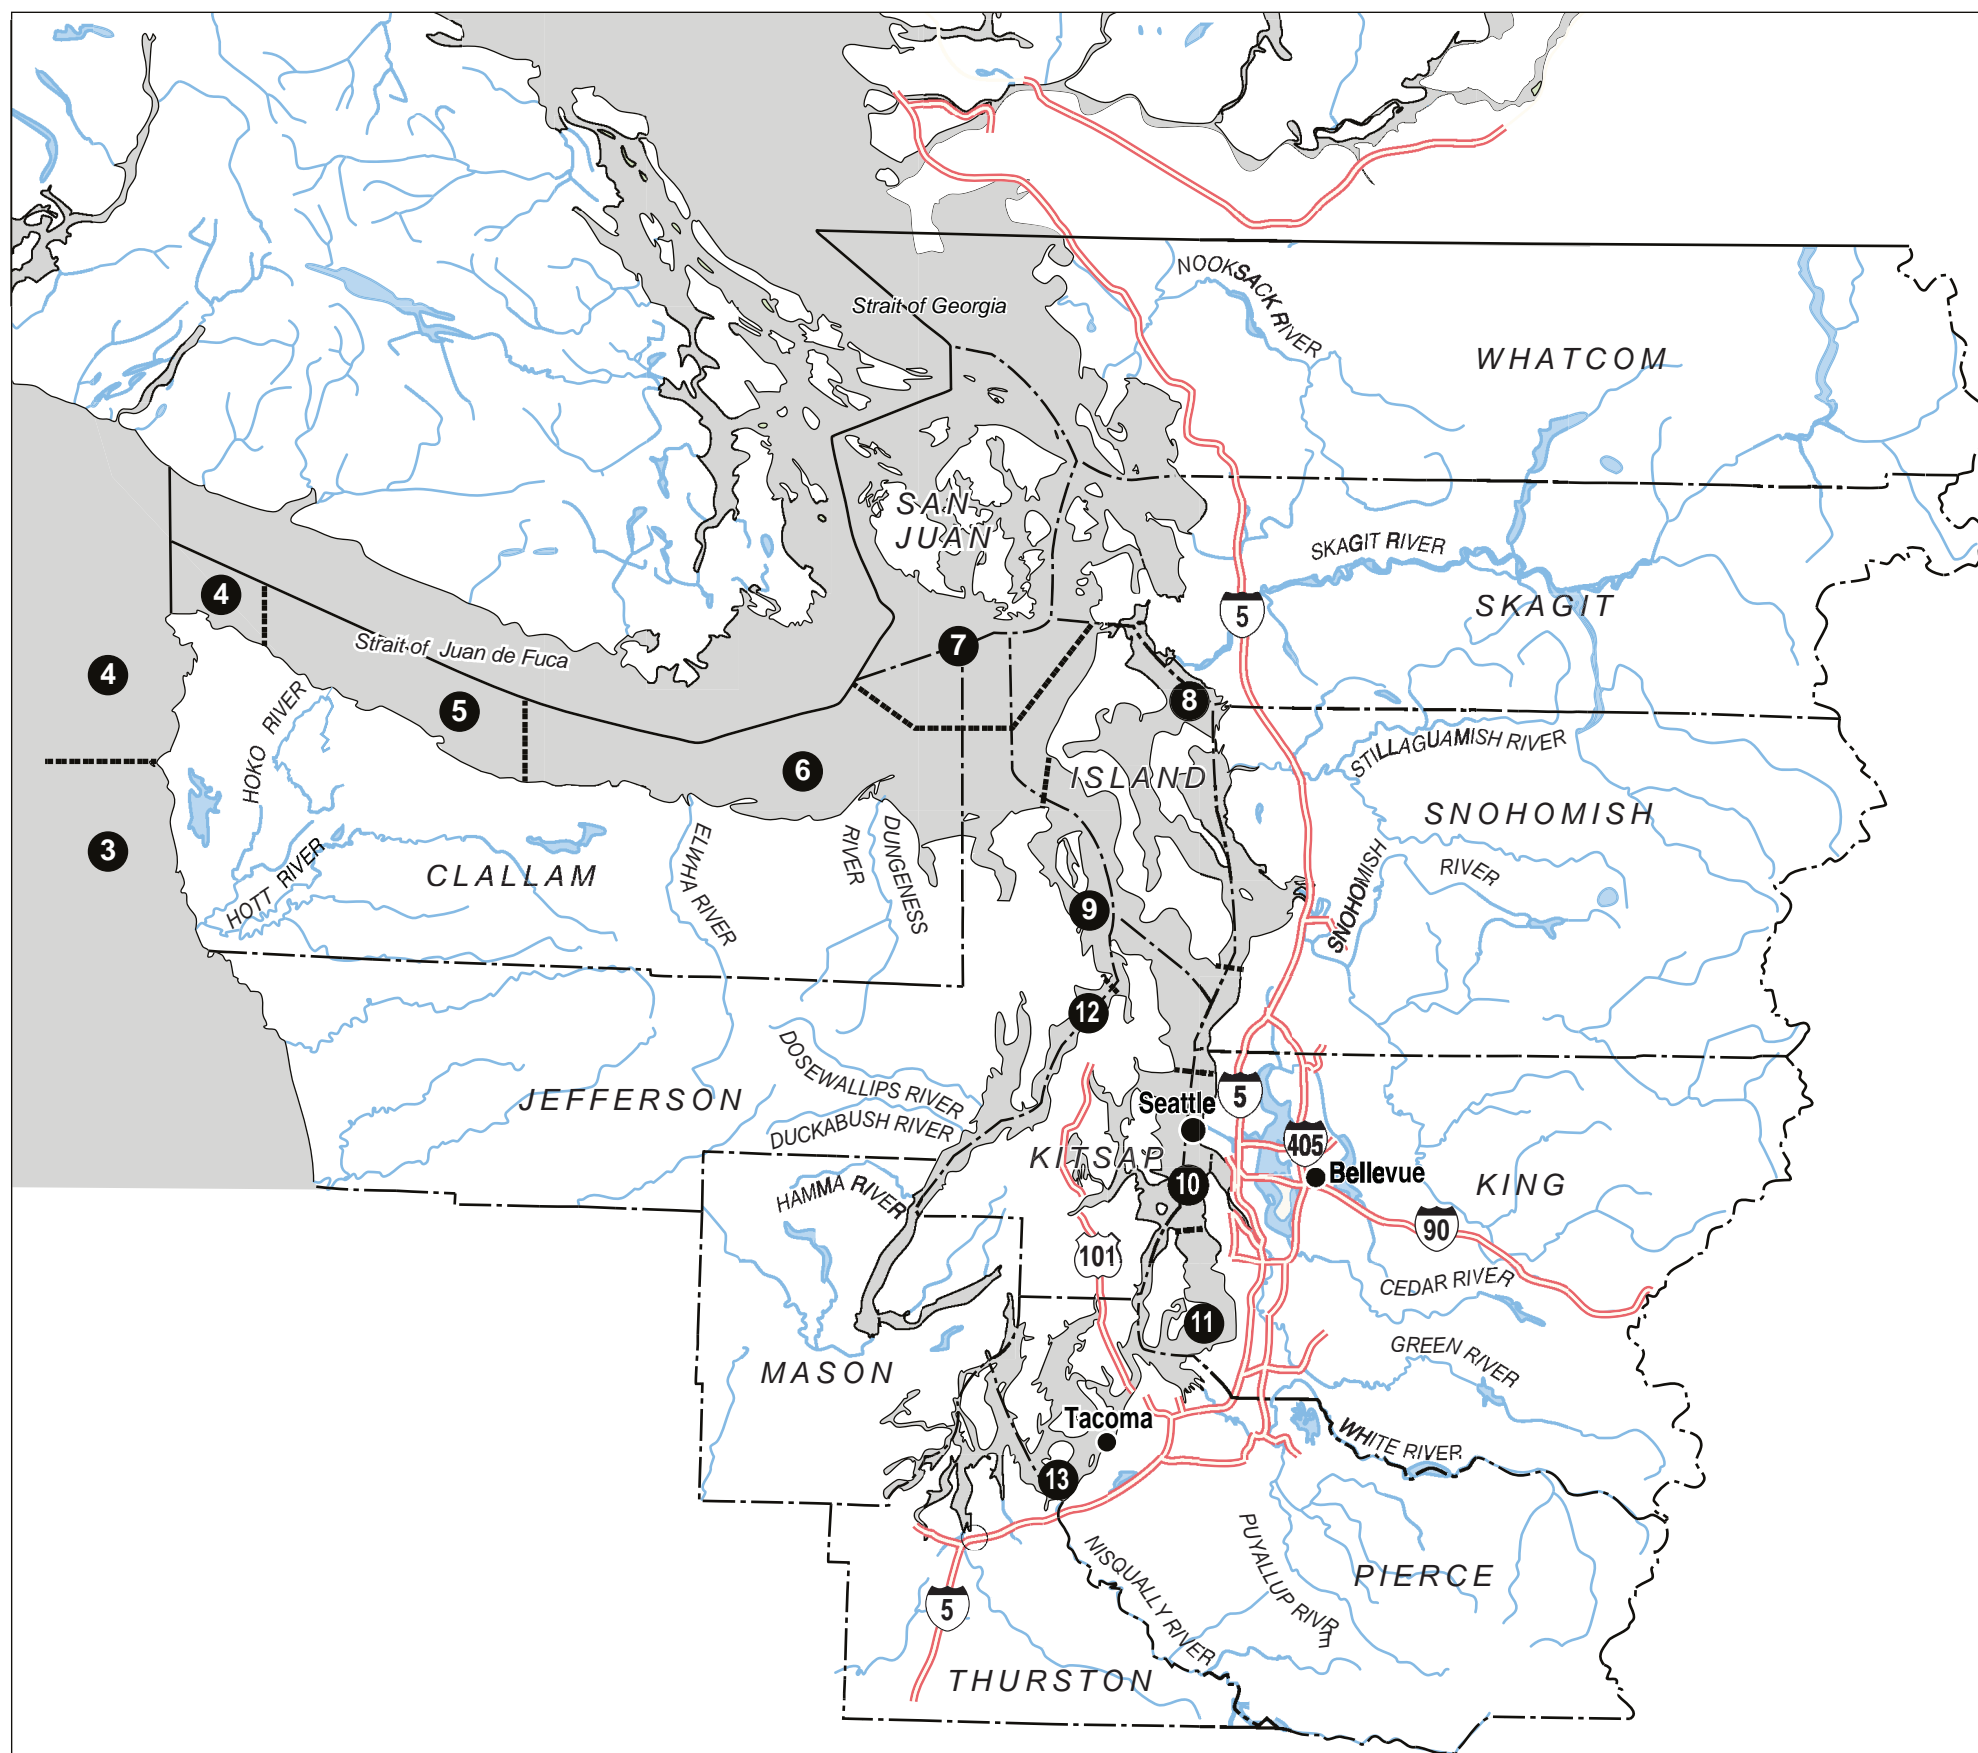 Strait of Georgia
NOOKSACK RIVER
WHATCOM
SAN
JUAN
SKAGIT RIVER
4
5
SKAGIT
Strait of Juan de Fuca
7
4
8
5
HOKO RIVER
STILLAGUAMISH RIVER
6
ISLAND
SNOHOMISH
3
HOTT RIVER
CLALLAM
ELWHA RIVER
DUNGENESS
RIVER
SNOHOMISH
RIVER
9
12
DOSEWALLIPS RIVER
JEFFERSON
Seattle
5
DUCKABUSH RIVER
405
KITSAP
Bellevue
HAMMA RIVER
10
KING
90
101
CEDAR RIVER
11
GREEN RIVER
MASON
Tacoma
WHITE RIVER
13
NISQUALLY RIVER
PUYALLUP RIVRE
PIERCE
5
THURSTON